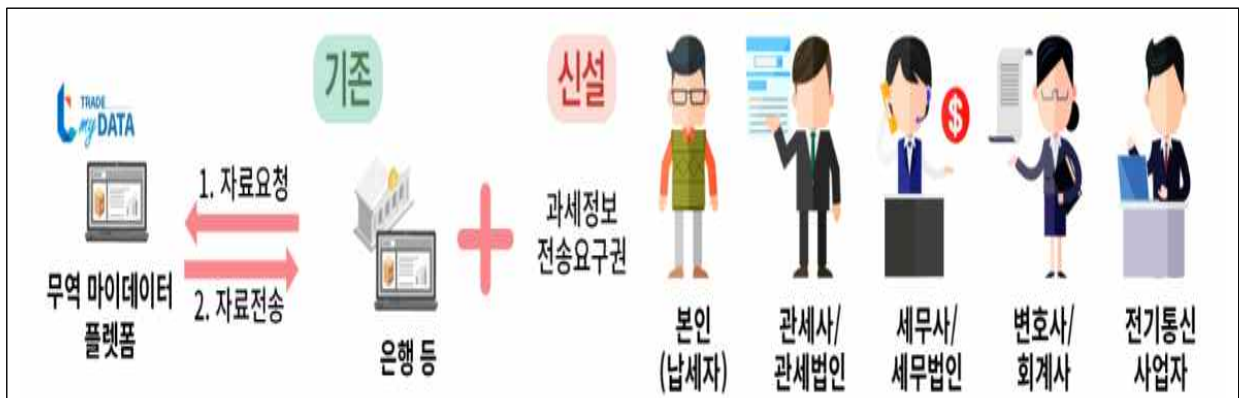 기존
신설
TRADE
my DATA
1. 자료요청
2. 자료전송
무역 마이데이터
플렛폼
은행 등
과세정보
전송요구권
$
본인
(납세자)
관세사/
관세법인
세무사/
세무법인
변호사/
회계사
전기통신
사업자